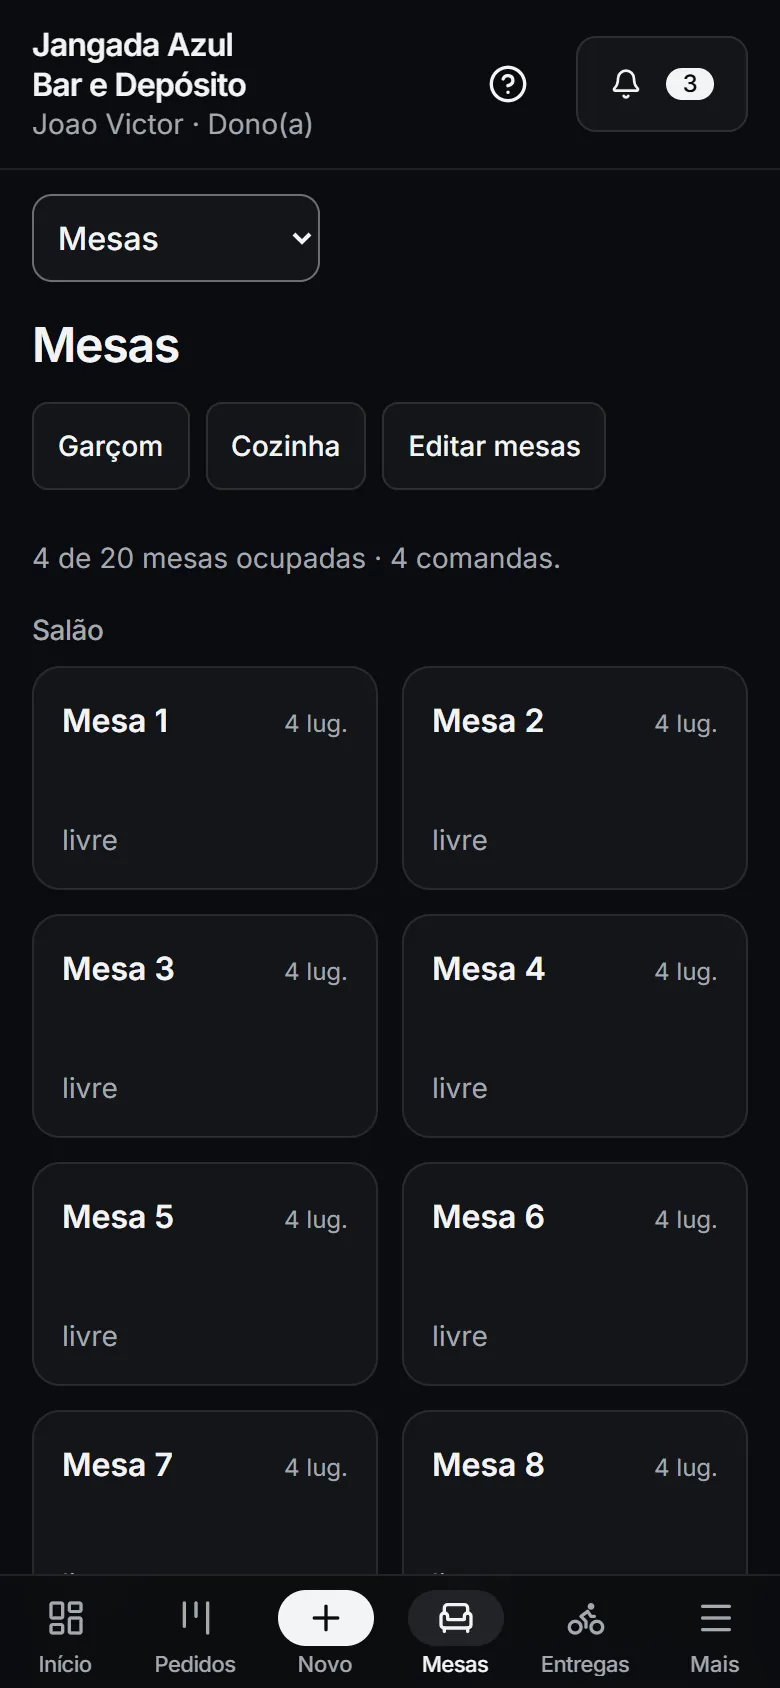 Jangada Azul
Bar e Depósito
Joao Victor · Dono(a)
3
Mesas
Mesas
Garçom Cozinha Editar mesas
4 de 20 mesas ocupadas · 4 comandas.
Salão
Mesa 1 4 lug. Mesa 2 4 lug.
livre livre
Mesa 3 4 lug. Mesa 4 4 lug.
livre livre
Mesa 5 4 lug. Mesa 6 4 lug.
livre livre
Mesa 7 4 lug. Mesa 8 4 lug.
Início Pedidos Novo Mesas Entregas Mais